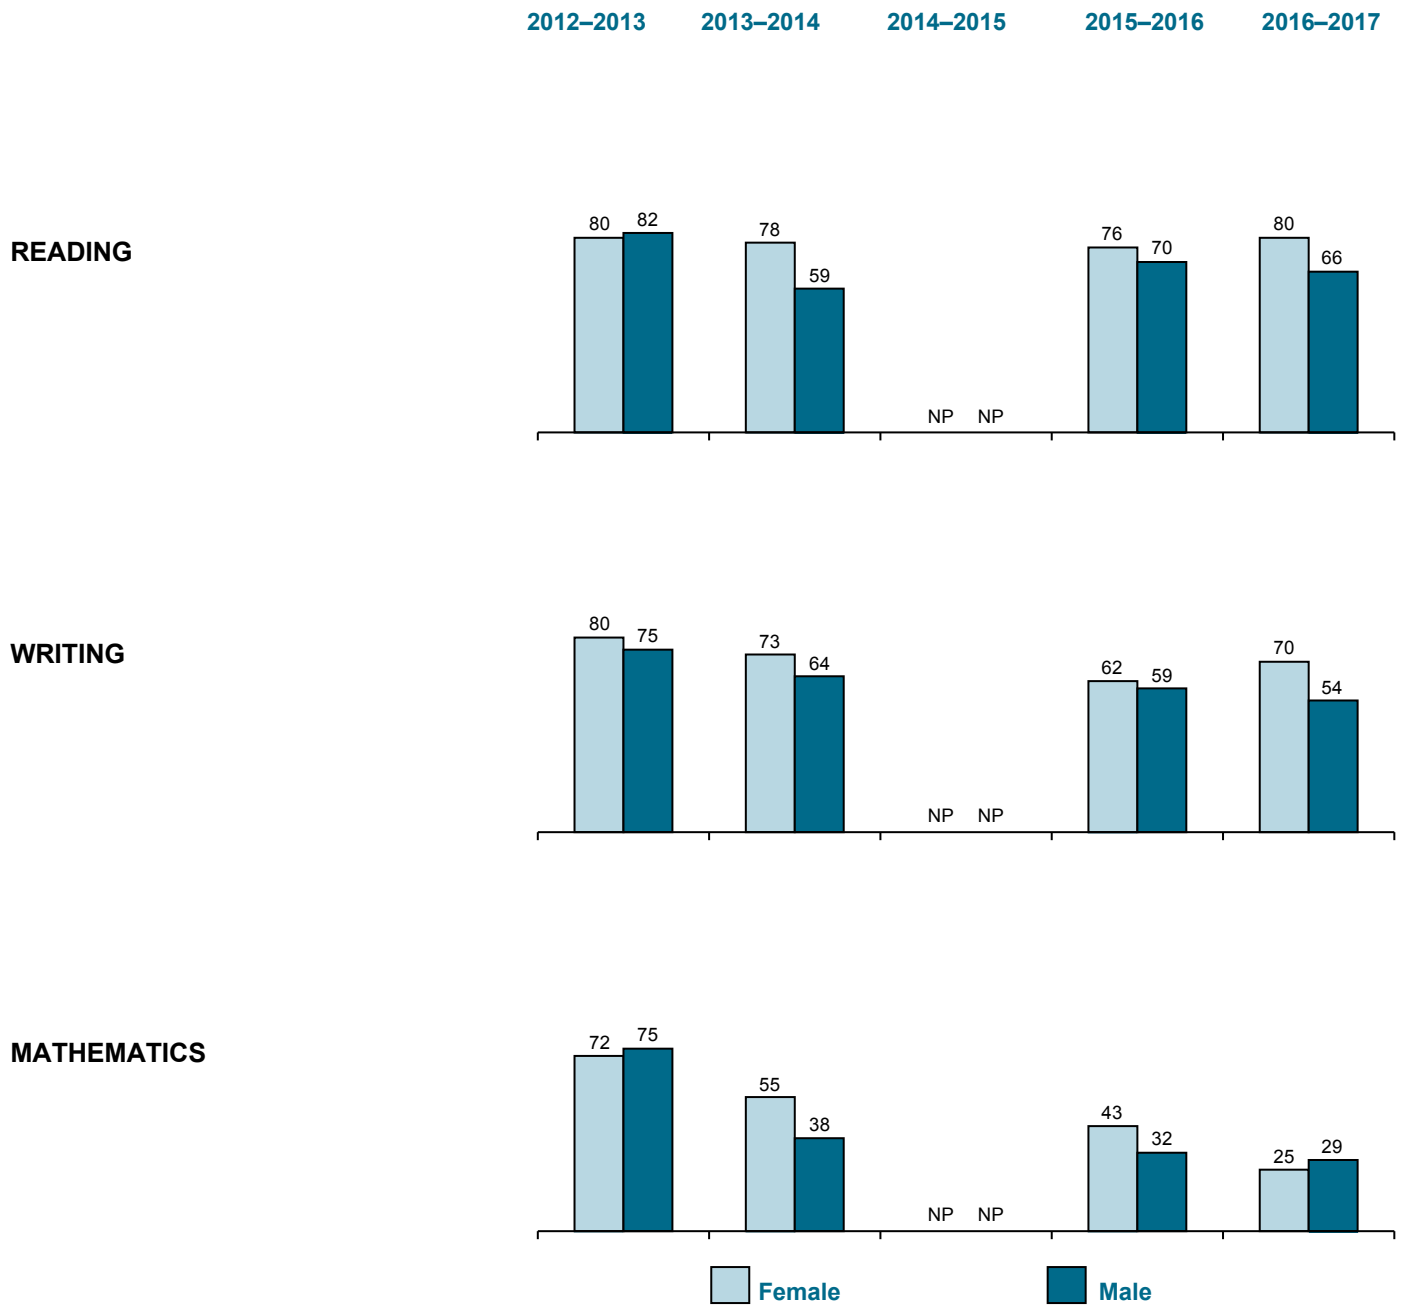 2012–2013 2013–2014 2014–2015 2015–2016 2016–2017
READING
80 82 78 59 NP NP 76 70 80 66
WRITING
80 75 73 64 NP NP 62 59 70 54
MATHEMATICS
72 75 55 38 NP NP 43 32 25 29
Female Male